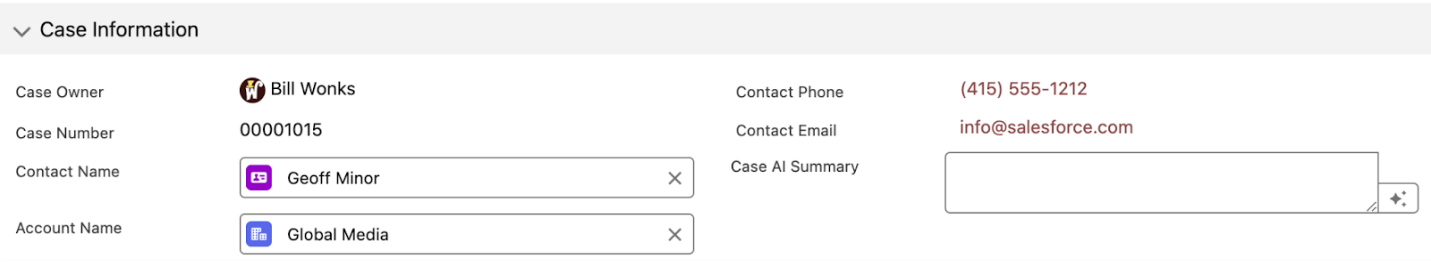 Case Information
Case Owner
Bill Wonks
Case Number
00001015
Contact Name
Geoff Minor
Account Name
Global Media
Contact Phone
(415) 555-1212
Contact Email
info@salesforce.com
Case AI Summary